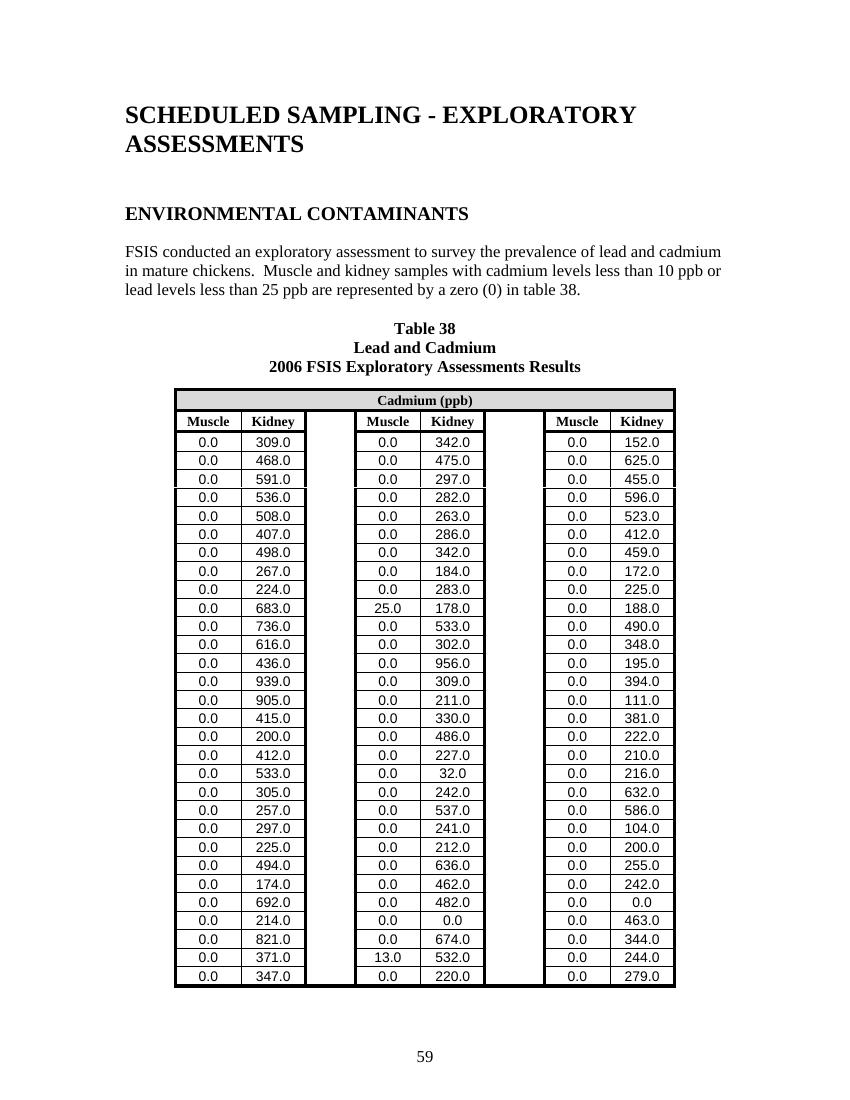 SCHEDULED SAMPLING - EXPLORATORY
ASSESSMENTS
ENVIRONMENTAL CONTAMINANTS
FSIS conducted an exploratory assessment to survey the prevalence of lead and cadmium
in mature chickens.  Muscle and kidney samples with cadmium levels less than 10 ppb or
lead levels less than 25 ppb are represented by a zero (0) in table 38.
Table 38
Lead and Cadmium
2006 FSIS Exploratory Assessments Results
Cadmium (ppb)
Muscle Kidney Muscle Kidney Muscle Kidney
0.0 309.0 0.0 342.0 0.0 152.0
0.0 468.0 0.0 475.0 0.0 625.0
0.0 591.0 0.0 297.0 0.0 455.0
0.0 536.0 0.0 282.0 0.0 596.0
0.0 508.0 0.0 263.0 0.0 523.0
0.0 407.0 0.0 286.0 0.0 412.0
0.0 498.0 0.0 342.0 0.0 459.0
0.0 267.0 0.0 184.0 0.0 172.0
0.0 224.0 0.0 283.0 0.0 225.0
0.0 683.0 25.0 178.0 0.0 188.0
0.0 736.0 0.0 533.0 0.0 490.0
0.0 616.0 0.0 302.0 0.0 348.0
0.0 436.0 0.0 956.0 0.0 195.0
0.0 939.0 0.0 309.0 0.0 394.0
0.0 905.0 0.0 211.0 0.0 111.0
0.0 415.0 0.0 330.0 0.0 381.0
0.0 200.0 0.0 486.0 0.0 222.0
0.0 412.0 0.0 227.0 0.0 210.0
0.0 533.0 0.0 32.0 0.0 216.0
0.0 305.0 0.0 242.0 0.0 632.0
0.0 257.0 0.0 537.0 0.0 586.0
0.0 297.0 0.0 241.0 0.0 104.0
0.0 225.0 0.0 212.0 0.0 200.0
0.0 494.0 0.0 636.0 0.0 255.0
0.0 174.0 0.0 462.0 0.0 242.0
0.0 692.0 0.0 482.0 0.0 0.0
0.0 214.0 0.0 0.0 0.0 463.0
0.0 821.0 0.0 674.0 0.0 344.0
0.0 371.0 13.0 532.0 0.0 244.0
0.0 347.0 0.0 220.0 0.0 279.0
59